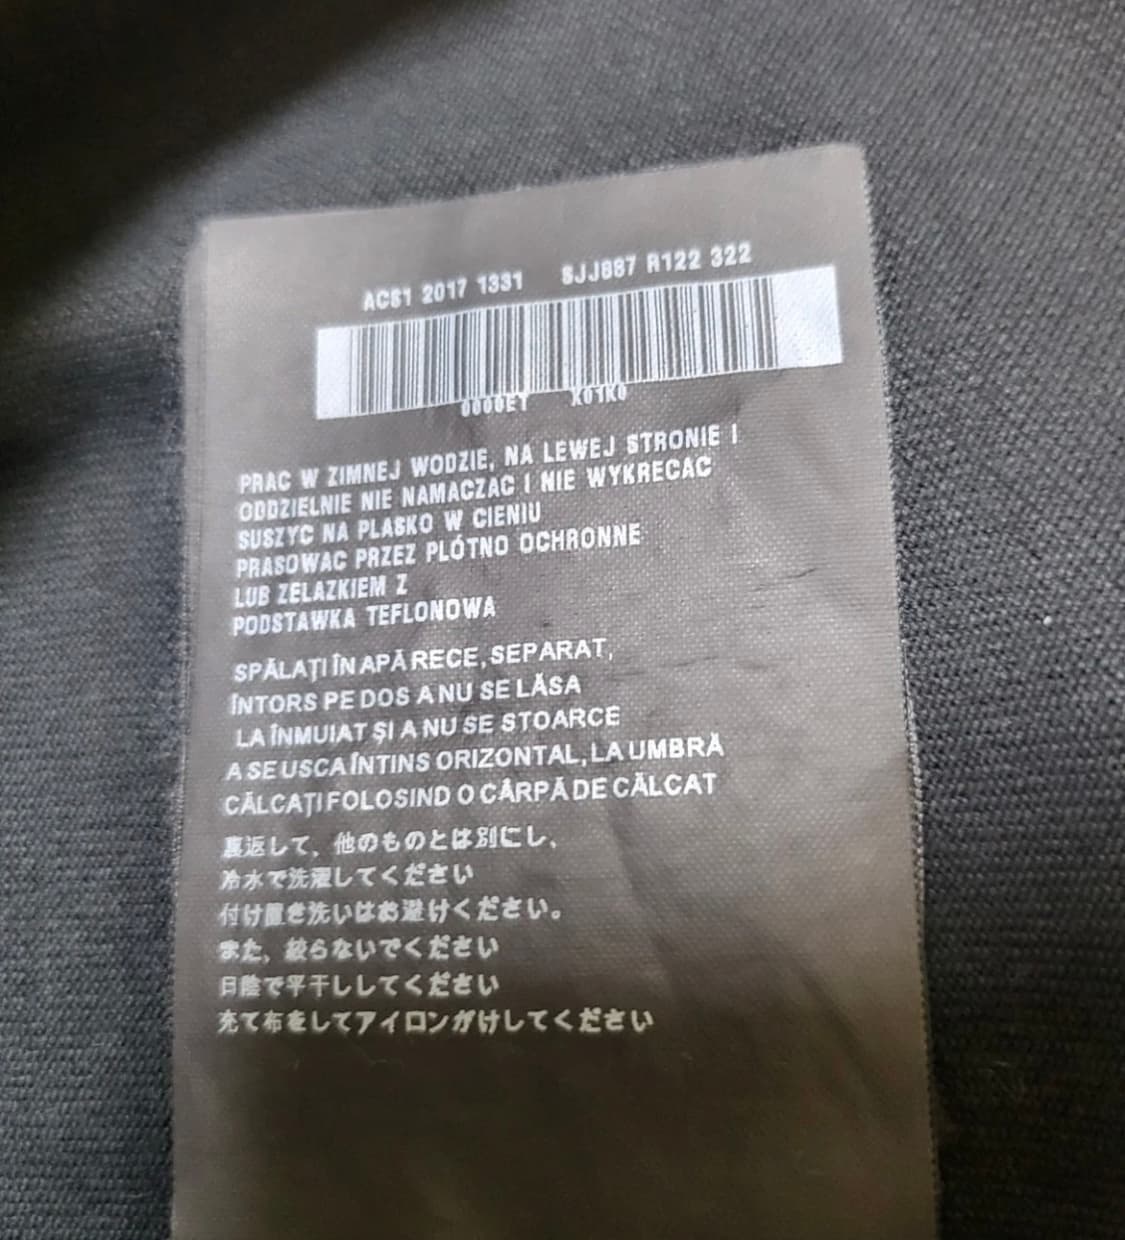 ACS1 2017 1331 SJJ887 R122 322
0000EY X01K0
PRAC W ZIMNEJ WODZIE, NA LEWEJ STRONIE I
ODDZIELNIE NIE NAMACZAC I NIE WYKRECAC
SUSZYC NA PLASKO W CIENIU
PRASOWAC PRZEZ PLÓTNO OCHRONNE
LUB ZELAZKIEM Z
PODSTAWKA TEFLONOWA
SPĂLAȚI ÎN APĂ RECE, SEPARAT,
ÎNTORS PE DOS A NU SE LĂSA
LA ÎNMUIAT ȘI A NU SE STOARCE
A SE USCA ÎNTINS ORIZONTAL, LA UMBRĂ
CĂLCAȚI FOLOSIND O CÂRPĂ DE CĂLCAT
裏返して、他のものとは別にし、
冷水で洗濯してください
付け置き洗いはお避けください。
また、絞らないでください
日陰で平干ししてください
充て布をしてアイロンがけしてください